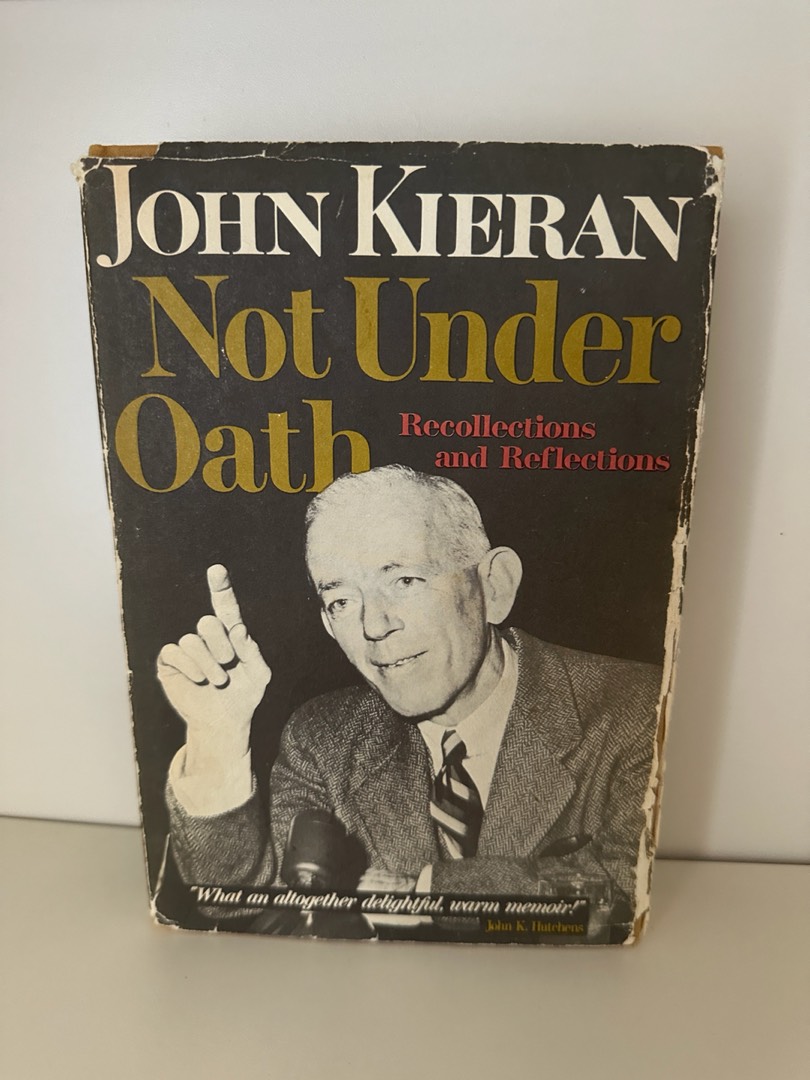 JOHN KIERAN
Not Under
Oath
Recollections
and Reflections
"What an altogether delightful, warm memoir!"
John K. Hutchens